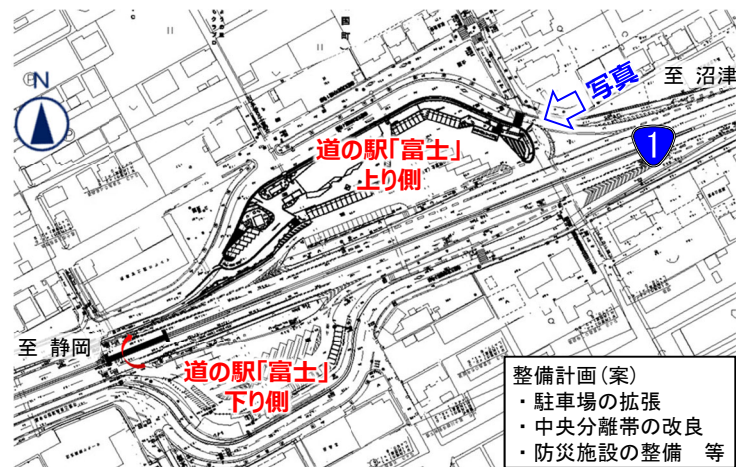 国町
N
写真
至 沼津
1
道の駅「富士」
上り側
至 静岡
道の駅「富士」
下り側
整備計画(案)
・駐車場の拡張
・中央分離帯の改良
・防災施設の整備 等